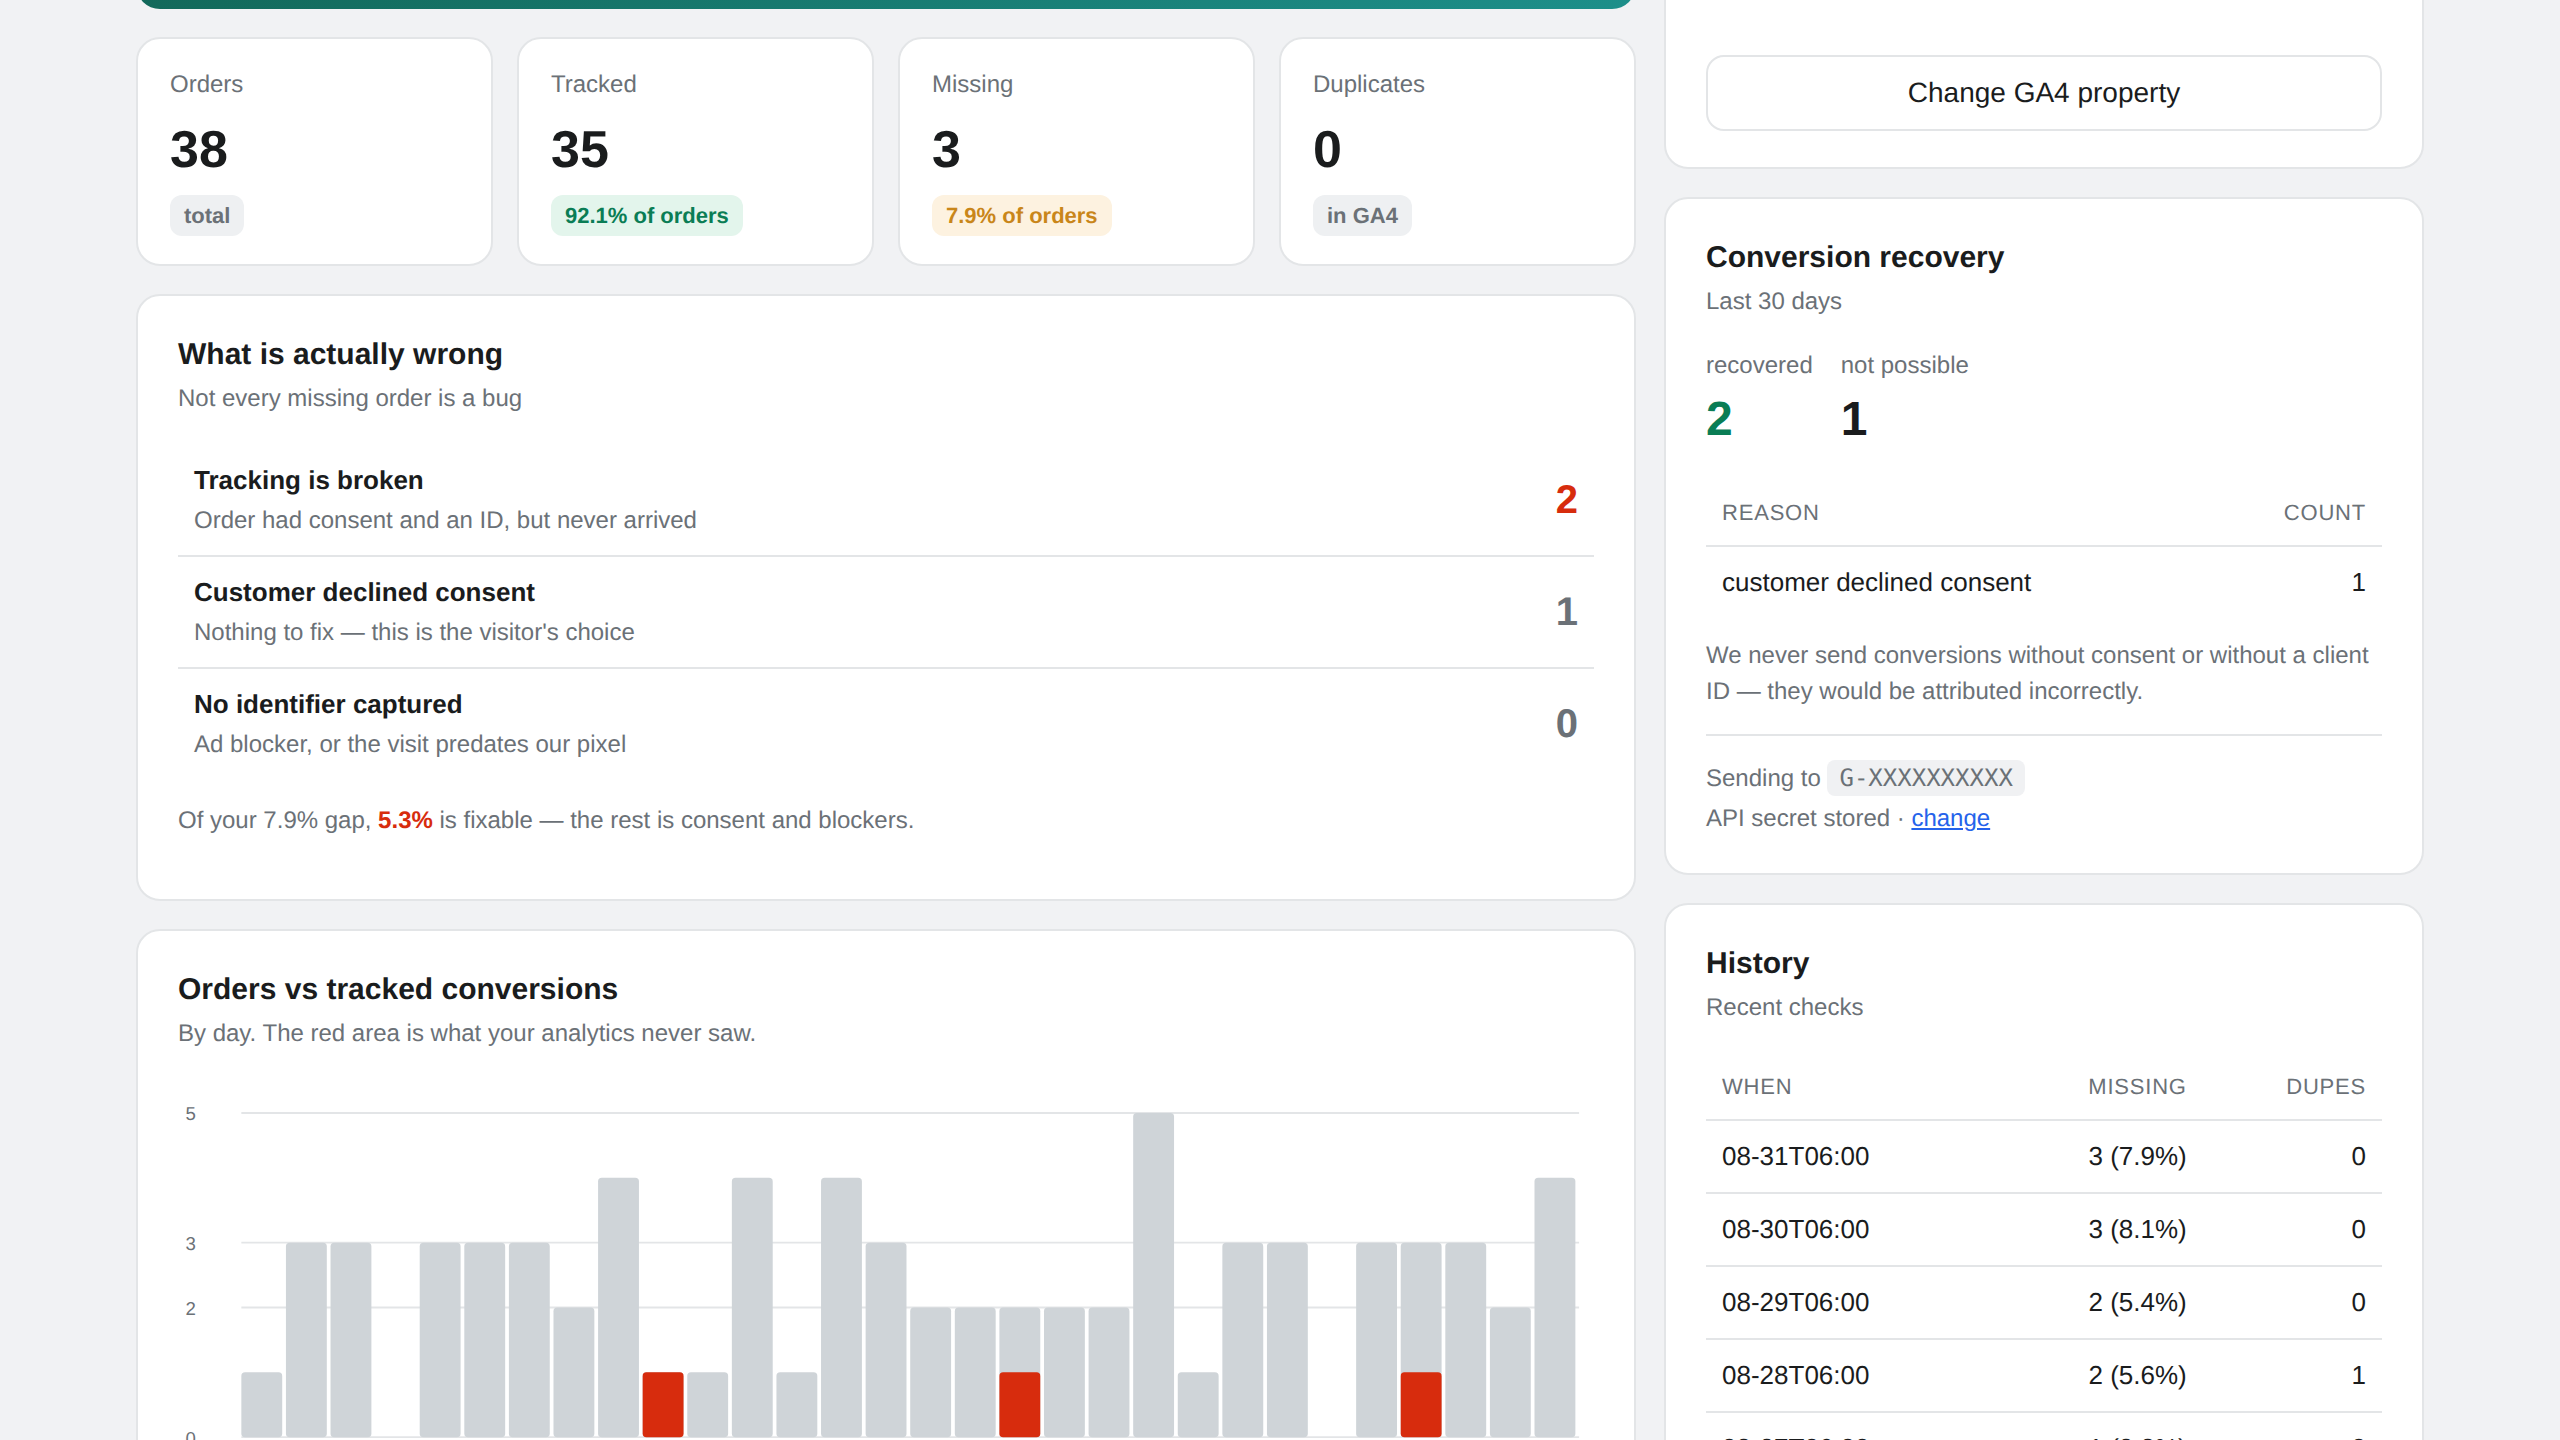 Orders
38
total
Tracked
35
92.1% of orders
Missing
3
7.9% of orders
Duplicates
0
in GA4
What is actually wrong
Not every missing order is a bug
Tracking is broken
Order had consent and an ID, but never arrived
2
Customer declined consent
Nothing to fix — this is the visitor's choice
1
No identifier captured
Ad blocker, or the visit predates our pixel
0
Of your 7.9% gap, 5.3% is fixable — the rest is consent and blockers.
Orders vs tracked conversions
By day. The red area is what your analytics never saw.
5
3
2
0
Change GA4 property
Conversion recovery
Last 30 days
recovered not possible
2 1
REASON COUNT
customer declined consent 1
We never send conversions without consent or without a client
ID — they would be attributed incorrectly.
Sending to G-XXXXXXXXXX
API secret stored · change
History
Recent checks
WHEN MISSING DUPES
08-31T06:00 3 (7.9%) 0
08-30T06:00 3 (8.1%) 0
08-29T06:00 2 (5.4%) 0
08-28T06:00 2 (5.6%) 1